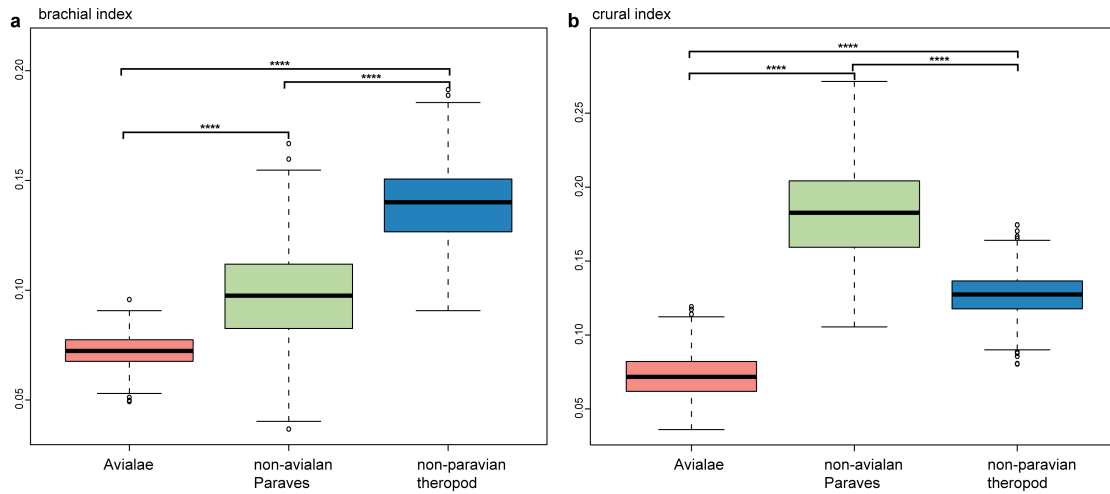 a brachial index
0.20
0.15
0.10
0.05
****
****
****
Avialae
non-avialan
Paraves
non-paravian
theropod
b crural index
0.25
0.20
0.15
0.10
0.05
****
****
****
Avialae
non-avialan
Paraves
non-paravian
theropod